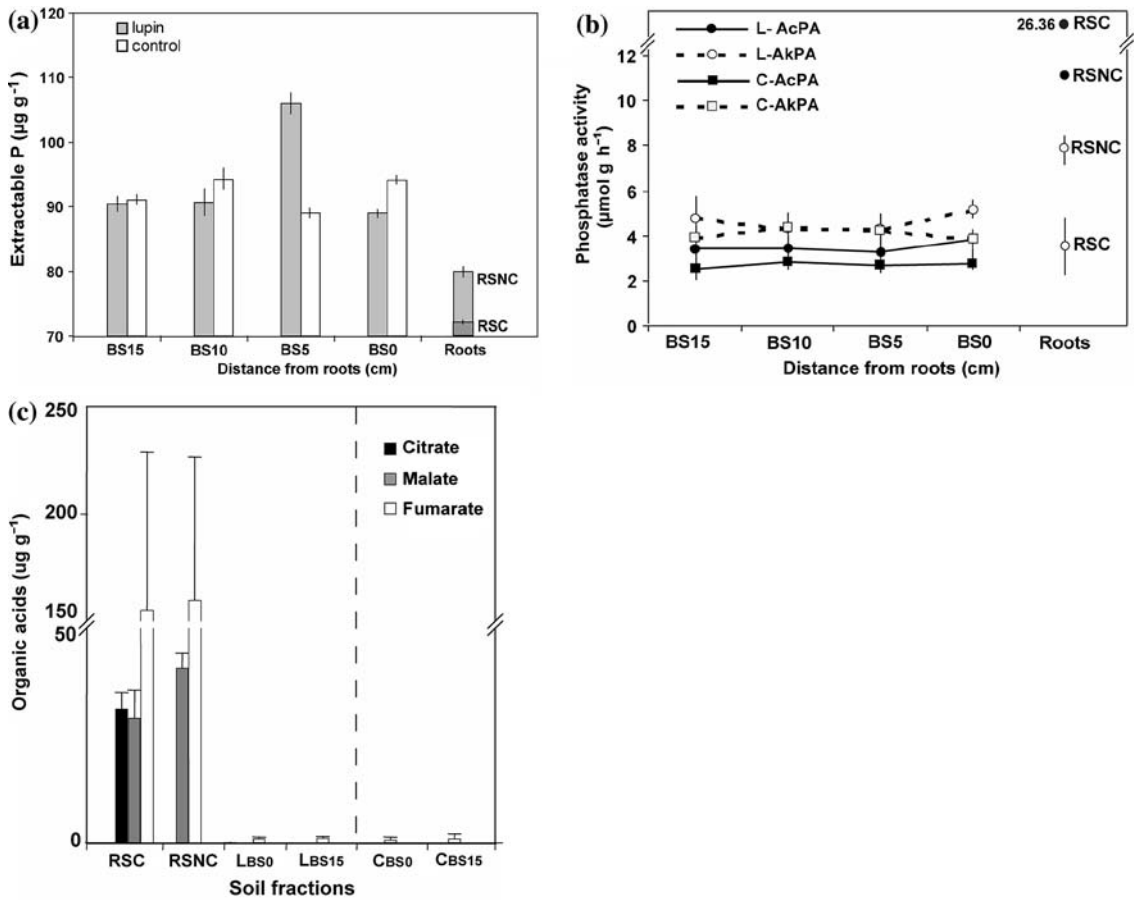 (a)
120
110
100
90
80
70
Extractable P (µg g⁻¹)
lupin
control
RSNC
RSC
BS15 BS10 BS5 BS0 Roots
Distance from roots (cm)
(b)
12
10
8
6
4
2
0
Phosphatase activity
(µmol g h⁻¹)
L- AcPA
L-AkPA
C-AcPA
C-AkPA
26.36 RSC
RSNC
RSNC
RSC
BS15 BS10 BS5 BS0 Roots
Distance from roots (cm)
(c)
250
200
150
50
0
Organic acids (ug g⁻¹)
Citrate
Malate
Fumarate
RSC RSNC LBS0 LBS15 CBS0 CBS15
Soil fractions